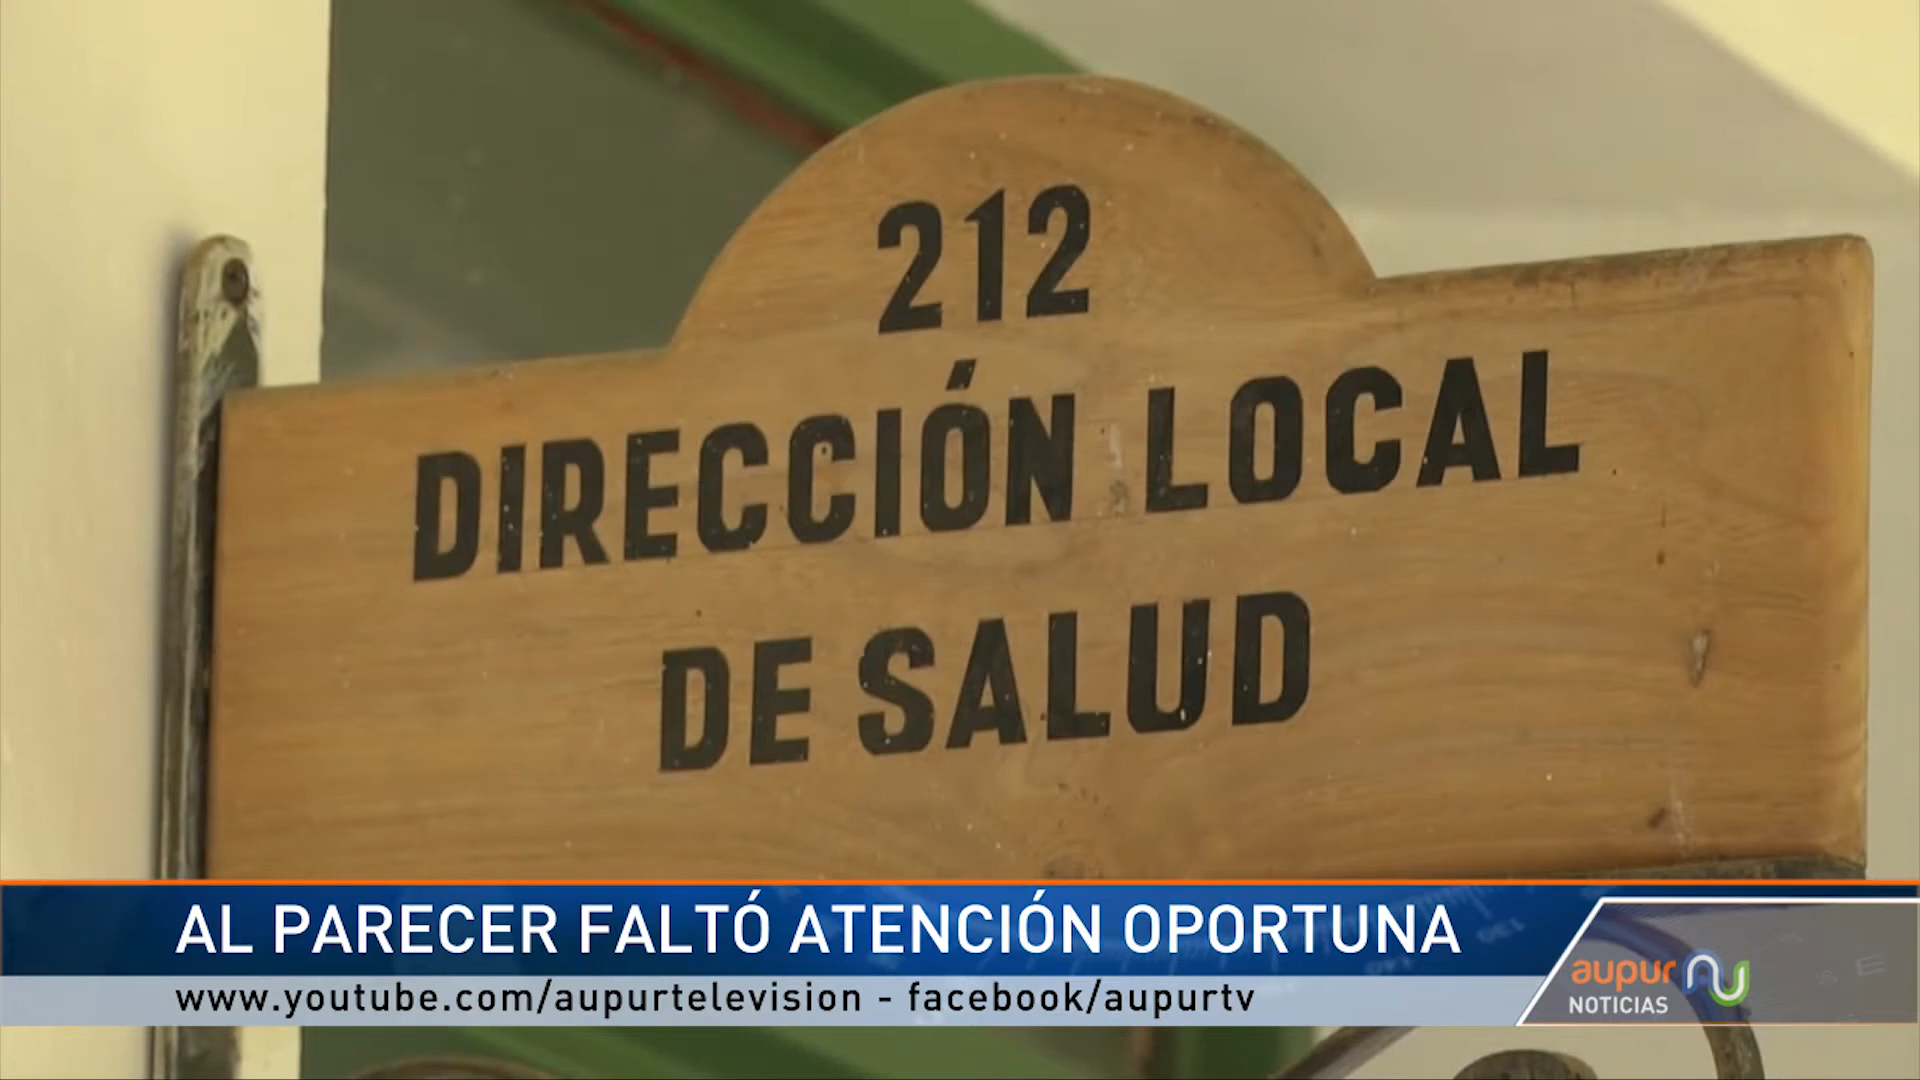 212
DIRECCIÓN LOCAL
DE SALUD
AL PARECER FALTÓ ATENCIÓN OPORTUNA
www.youtube.com/aupurtelevision - facebook/aupurtv
aupur
NOTICIAS